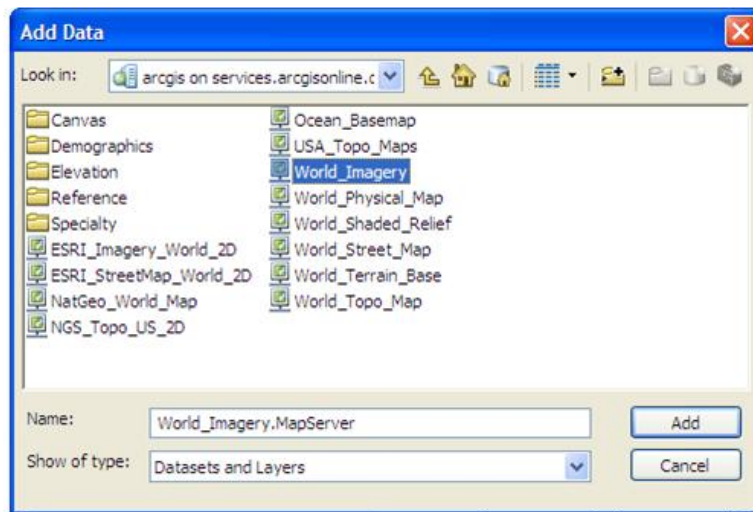 Add Data
Look in: arcgis on services.arcgisonline.c
Canvas
Demographics
Elevation
Reference
Specialty
ESRI_Imagery_World_2D
ESRI_StreetMap_World_2D
NatGeo_World_Map
NGS_Topo_US_2D
Ocean_Basemap
USA_Topo_Maps
World_Imagery
World_Physical_Map
World_Shaded_Relief
World_Street_Map
World_Terrain_Base
World_Topo_Map
Name: World_Imagery.MapServer Add
Show of type: Datasets and Layers Cancel